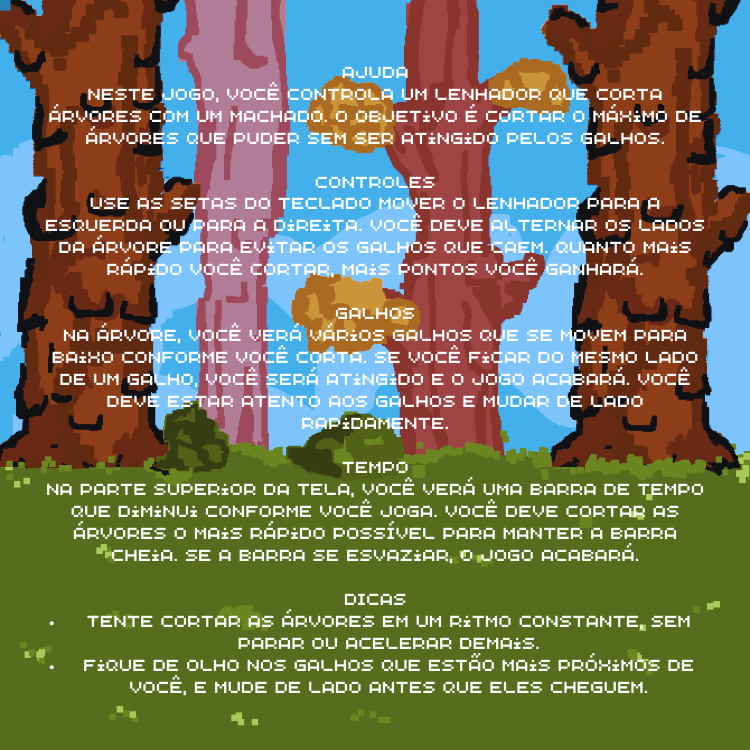 AJUDA
NESTE JOGO, VOCÊ CONTROLA UM LENHADOR QUE CORTA
ÁRVORES COM UM MACHADO. O OBJETIVO É CORTAR O MÁXIMO DE
ÁRVORES QUE PUDER SEM SER ATINGIDO PELOS GALHOS.
CONTROLES
USE AS SETAS DO TECLADO MOVER O LENHADOR PARA A
ESQUERDA OU PARA A DIREITA. VOCÊ DEVE ALTERNAR OS LADOS
DA ÁRVORE PARA EVITAR OS GALHOS QUE CAEM. QUANTO MAIS
RÁPIDO VOCÊ CORTAR, MAIS PONTOS VOCÊ GANHARÁ.
GALHOS
NA ÁRVORE, VOCÊ VERÁ VÁRIOS GALHOS QUE SE MOVEM PARA
BAIXO CONFORME VOCÊ CORTA. SE VOCÊ FICAR DO MESMO LADO
DE UM GALHO, VOCÊ SERÁ ATINGIDO E O JOGO ACABARÁ. VOCÊ
DEVE ESTAR ATENTO AOS GALHOS E MUDAR DE LADO
RAPIDAMENTE.
TEMPO
NA PARTE SUPERIOR DA TELA, VOCÊ VERÁ UMA BARRA DE TEMPO
QUE DIMINUI CONFORME VOCÊ JOGA. VOCÊ DEVE CORTAR AS
ÁRVORES O MAIS RÁPIDO POSSÍVEL PARA MANTER A BARRA
CHEIA. SE A BARRA SE ESVAZIAR, O JOGO ACABARÁ.
DICAS
• TENTE CORTAR AS ÁRVORES EM UM RITMO CONSTANTE, SEM
PARAR OU ACELERAR DEMAIS.
• FIQUE DE OLHO NOS GALHOS QUE ESTÃO MAIS PRÓXIMOS DE
VOCÊ, E MUDE DE LADO ANTES QUE ELES CHEGUEM.